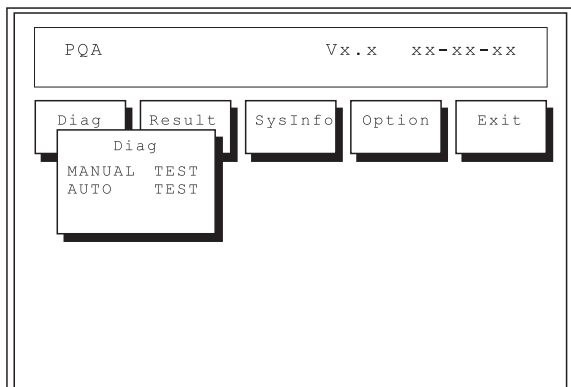 PQA Vx.x xx-xx-xx
Diag Result SysInfo Option Exit
Diag
MANUAL TEST
AUTO TEST